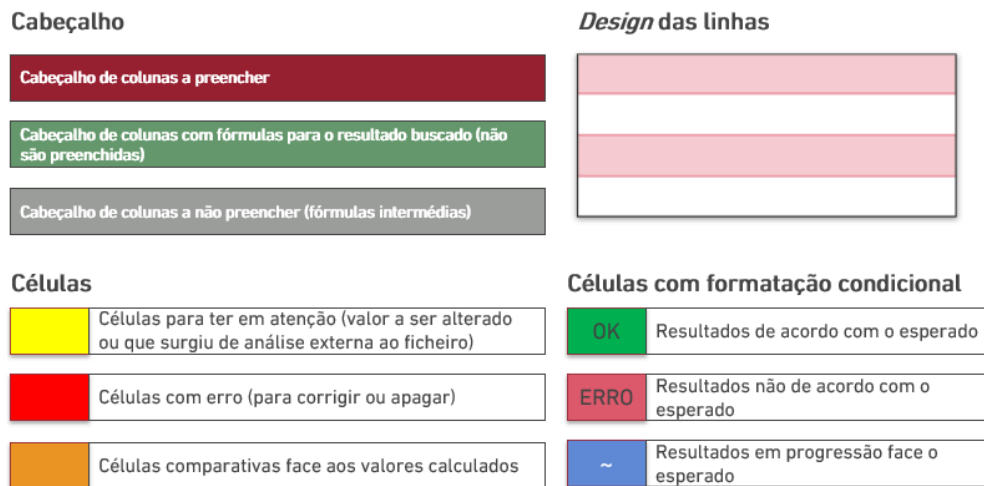 Cabeçalho
Cabeçalho de colunas a preencher
Cabeçalho de colunas com fórmulas para o resultado buscado (não
são preenchidas)
Cabeçalho de colunas a não preencher (fórmulas intermédias)
Design das linhas
Células
Células para ter em atenção (valor a ser alterado
ou que surgiu de análise externa ao ficheiro)
Células com erro (para corrigir ou apagar)
Células comparativas face aos valores calculados
Células com formatação condicional
OK
Resultados de acordo com o esperado
ERRO
Resultados não de acordo com o
esperado
~
Resultados em progressão face o
esperado